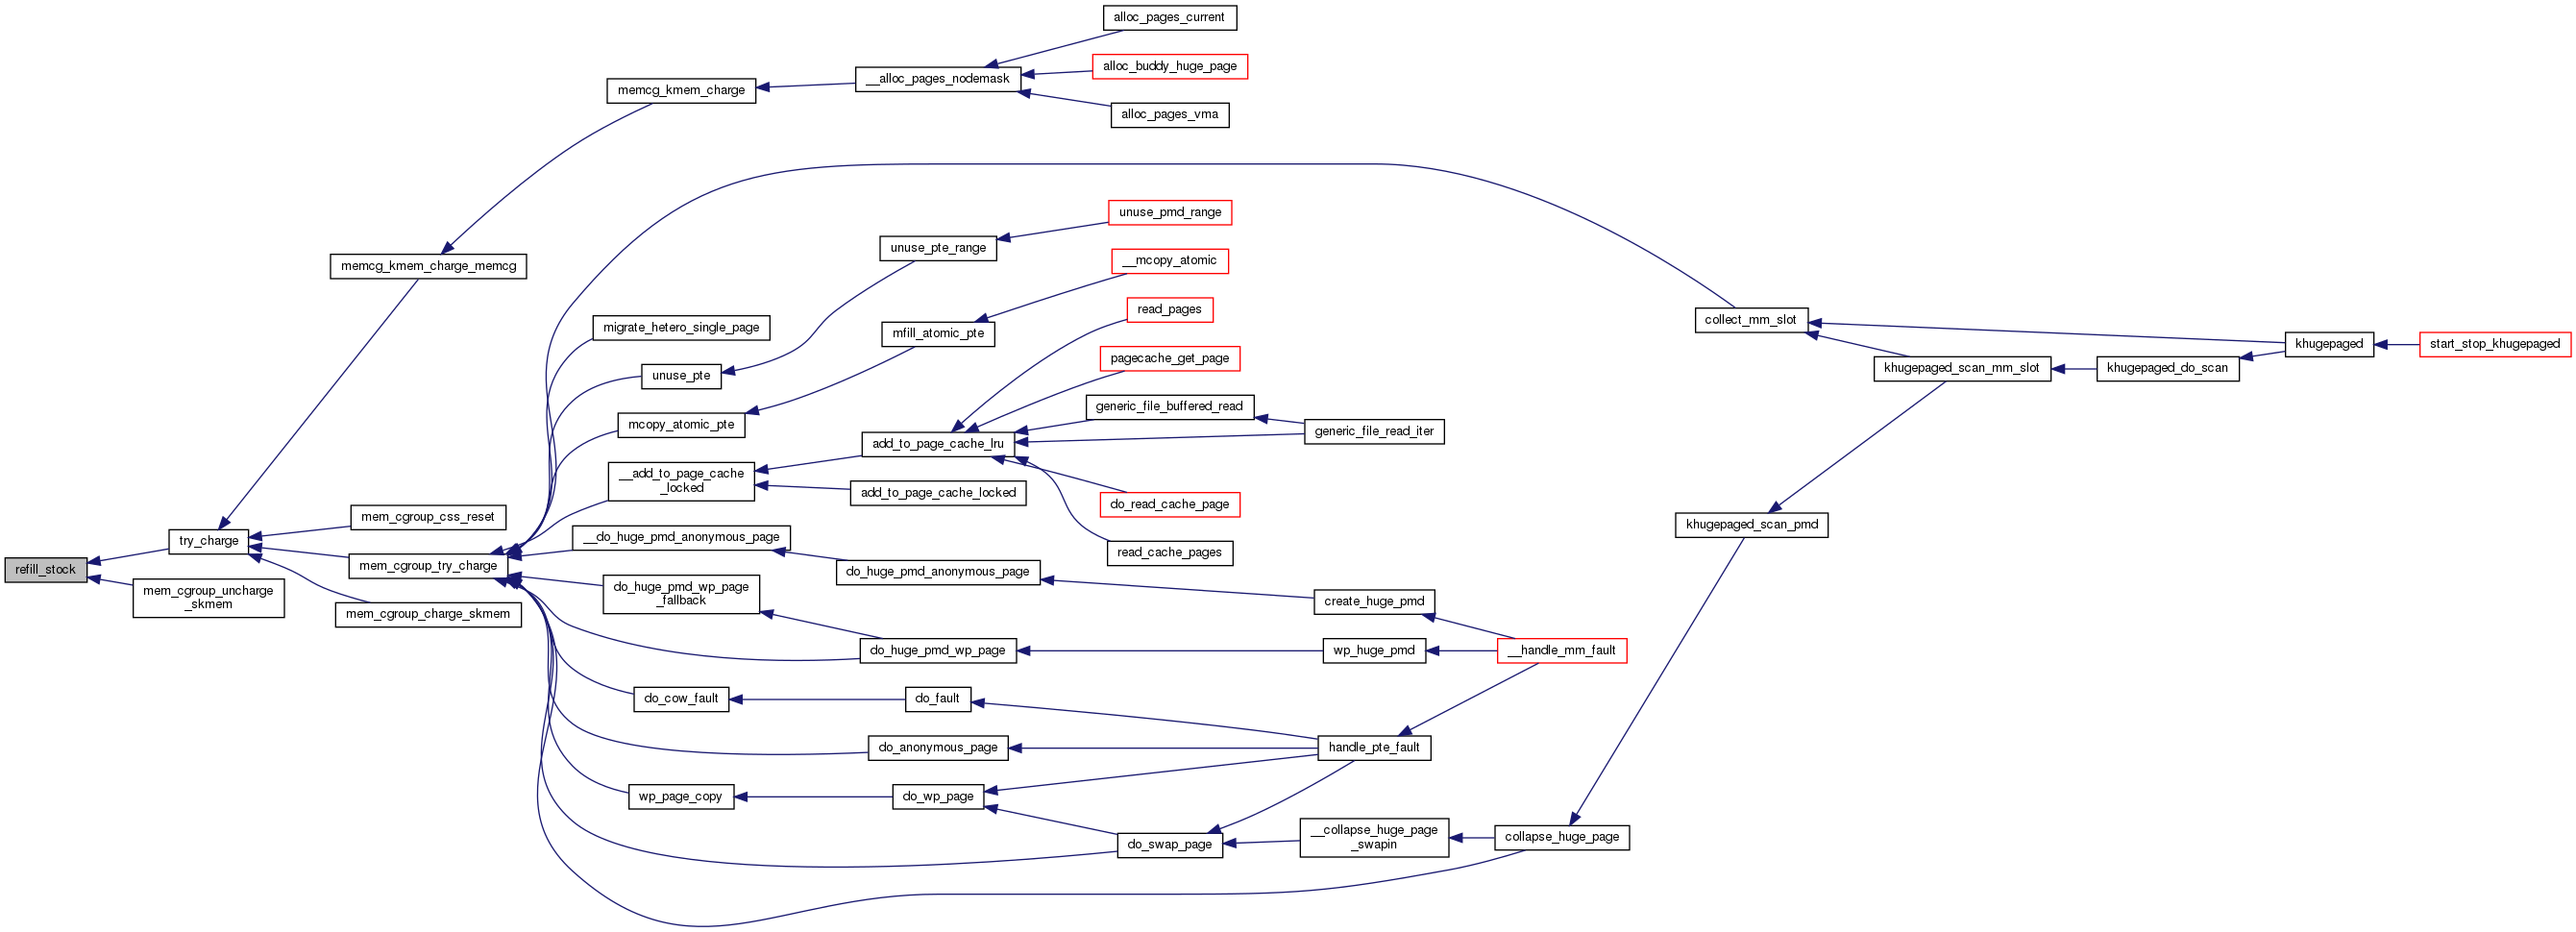 alloc_pages_current
alloc_buddy_huge_page
__alloc_pages_nodemask
memcg_kmem_charge
alloc_pages_vma
unuse_pmd_range
unuse_pte_range
memcg_kmem_charge_memcg
__mcopy_atomic
read_pages
collect_mm_slot
migrate_hetero_single_page
mfill_atomic_pte
khugepaged
start_stop_khugepaged
pagecache_get_page
khugepaged_scan_mm_slot
khugepaged_do_scan
unuse_pte
generic_file_buffered_read
mcopy_atomic_pte
generic_file_read_iter
add_to_page_cache_lru
__add_to_page_cache
_locked
add_to_page_cache_locked
do_read_cache_page
mem_cgroup_css_reset
khugepaged_scan_pmd
__do_huge_pmd_anonymous_page
try_charge
read_cache_pages
mem_cgroup_try_charge
refill_stock
do_huge_pmd_anonymous_page
mem_cgroup_uncharge
_skmem
do_huge_pmd_wp_page
_fallback
create_huge_pmd
mem_cgroup_charge_skmem
do_huge_pmd_wp_page
wp_huge_pmd
__handle_mm_fault
do_cow_fault
do_fault
do_anonymous_page
handle_pte_fault
wp_page_copy
do_wp_page
do_swap_page
__collapse_huge_page
_swapin
collapse_huge_page